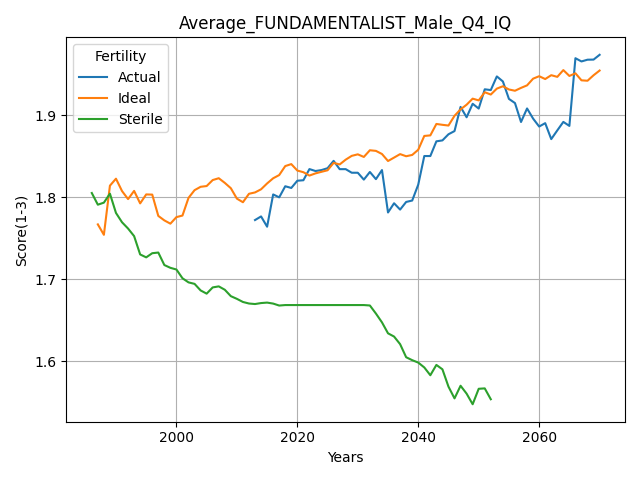 Average_FUNDAMENTALIST_Male_Q4_IQ
Fertility
Actual
Ideal
Sterile
Score(1-3)
1.9
1.8
1.7
1.6
2000
2020
2040
2060
Years